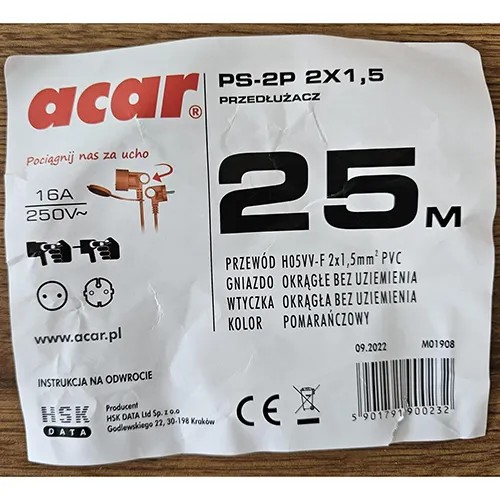 acar®
PS-2P 2X1,5
PRZEDŁUŻACZ
Pociągnij nas za ucho
16A
250V~
25M
PRZEWÓD H05VV-F 2x1,5mm² PVC
GNIAZDO OKRĄGŁE BEZ UZIEMIENIA
WTYCZKA OKRĄGŁA BEZ UZIEMIENIA
KOLOR POMARAŃCZOWY
www.acar.pl
09.2022 M01908
INSTRUKCJA NA ODWROCIE
HSK
DATA
Producent
HSK DATA Ltd Sp. z o.o
Godlewskiego 22, 30-198 Kraków
CE
5 901791 900232